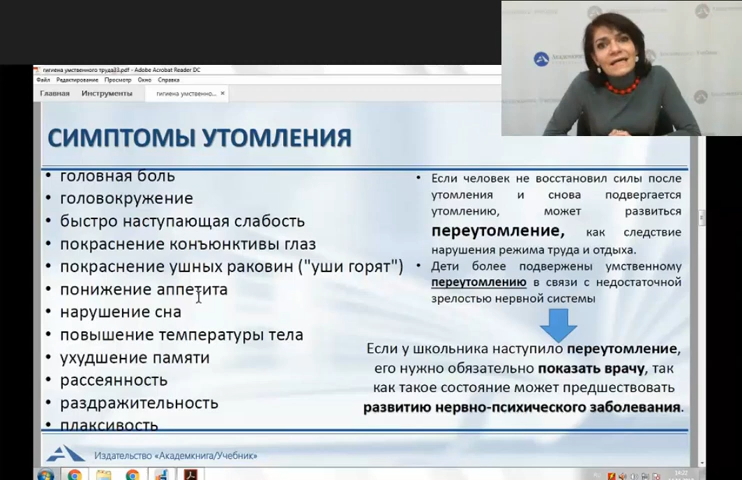 гигиена умственного труда33.pdf - Adobe Acrobat Reader DC
Файл Редактирование Просмотр Окно Справка
Главная Инструменты гигиена умственно... ×
СИМПТОМЫ УТОМЛЕНИЯ
• головная боль
• головокружение
• быстро наступающая слабость
• покраснение конъюнктивы глаз
• покраснение ушных раковин ("уши горят")
• понижение аппетита
• нарушение сна
• повышение температуры тела
• ухудшение памяти
• рассеянность
• раздражительность
• плаксивость
• Если человек не восстановил силы после
утомления и снова подвергается
утомлению, может развиться
переутомление, как следствие
нарушения режима труда и отдыха.
• Дети более подвержены умственному
переутомлению в связи с недостаточной
зрелостью нервной системы
Если у школьника наступило переутомление,
его нужно обязательно показать врачу, так
как такое состояние может предшествовать
развитию нервно-психического заболевания.
Издательство «Академкнига/Учебник»